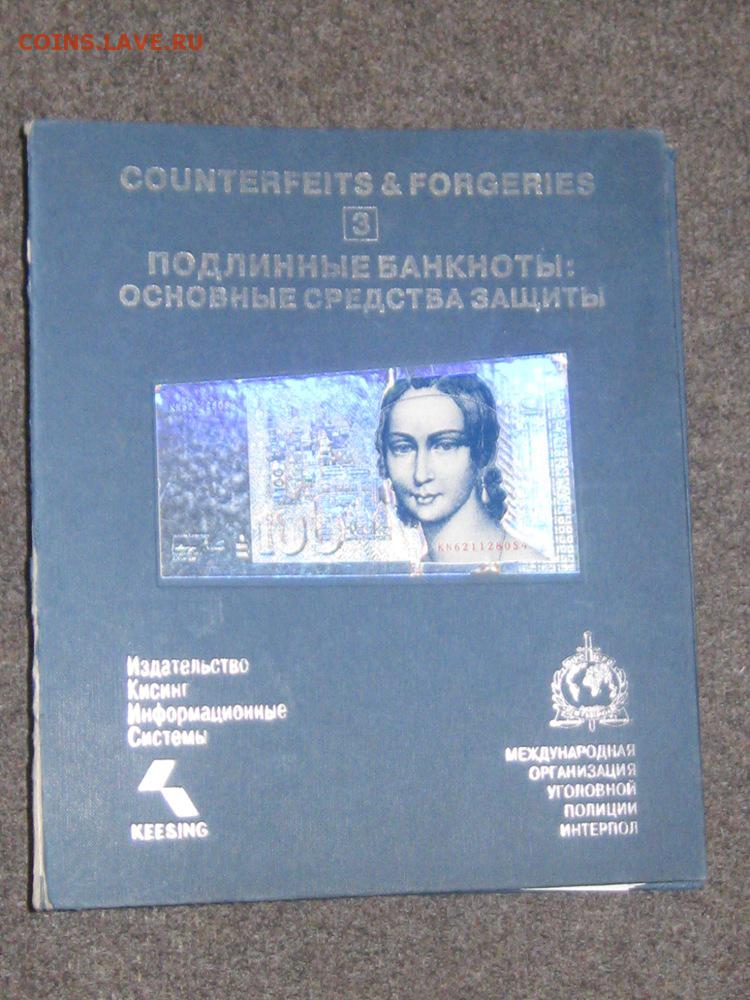 COINS.LAVE.RU
COUNTERFEITS & FORGERIES
3
ПОДЛИННЫЕ БАНКНОТЫ:
ОСНОВНЫЕ СРЕДСТВА ЗАЩИТЫ
100
KN6211280S4
Издательство
Кисинг
Информационные
Системы
KEESING
МЕЖДУНАРОДНАЯ
ОРГАНИЗАЦИЯ
УГОЛОВНОЙ
ПОЛИЦИИ
ИНТЕРПОЛ